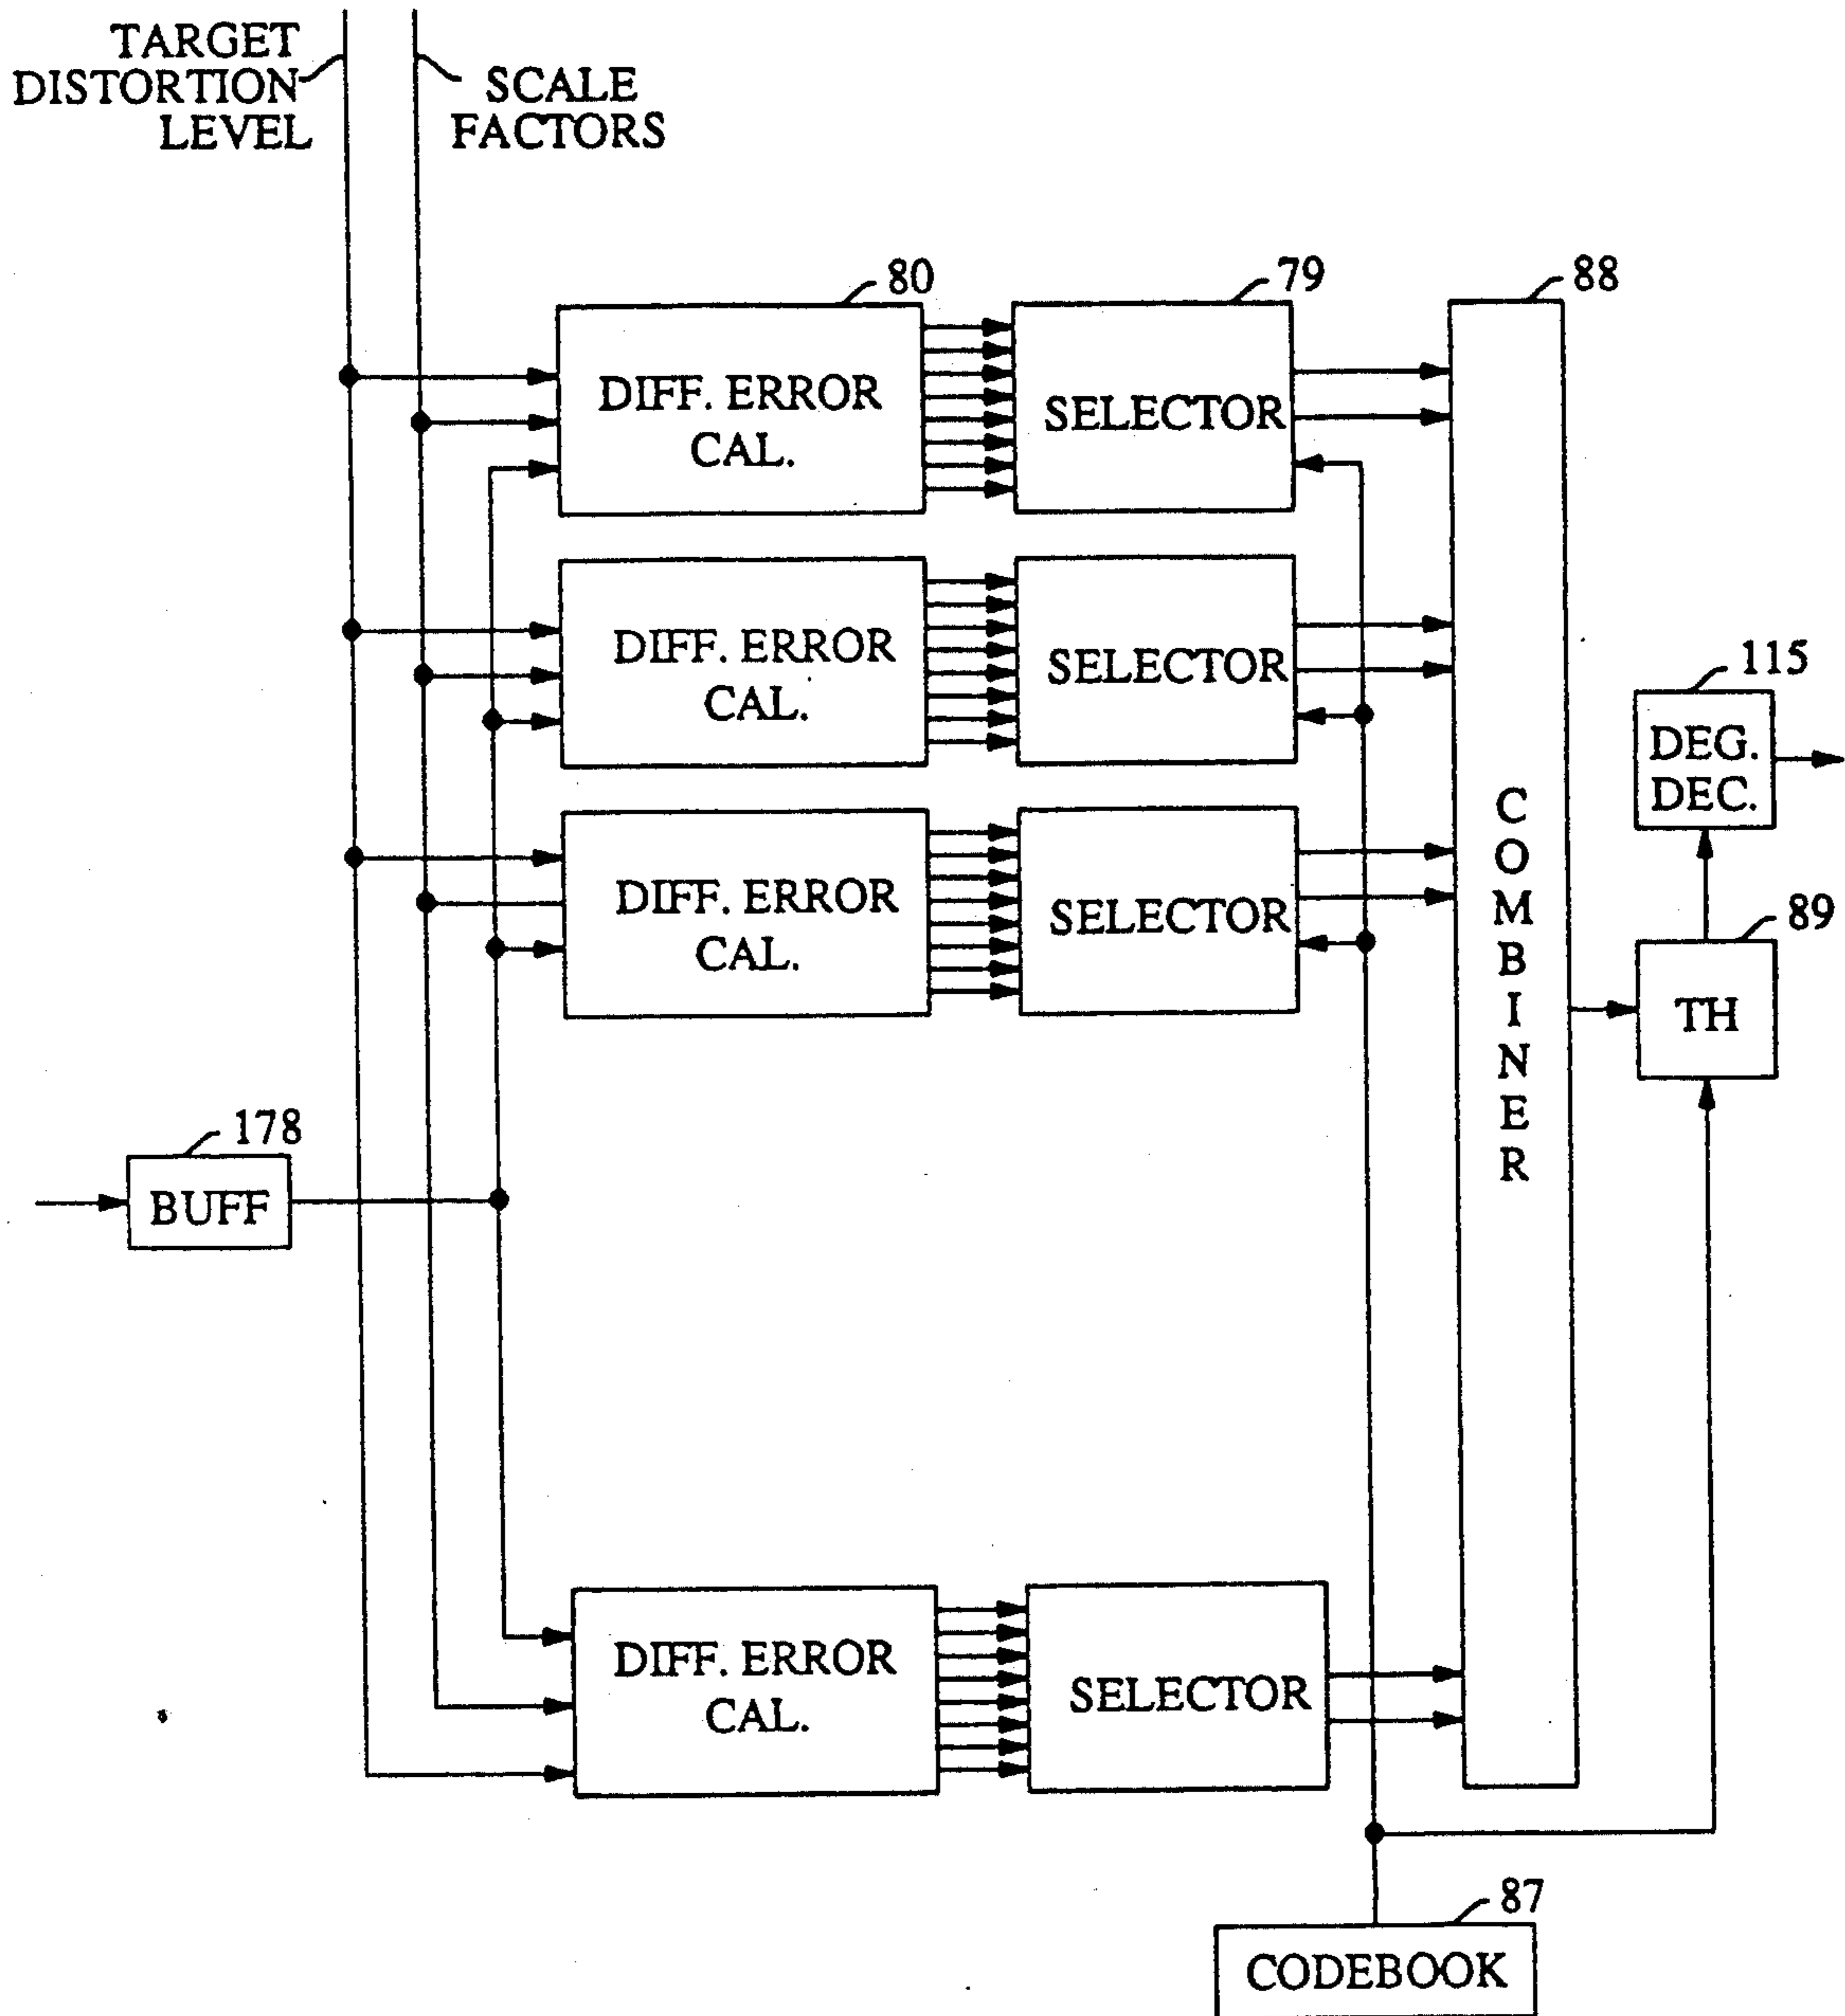 TARGET
DISTORTION
LEVEL
SCALE
FACTORS
80
79
88
DIFF. ERROR
CAL.
SELECTOR
DIFF. ERROR
CAL.
SELECTOR
115
DEG.
DEC.
DIFF. ERROR
CAL.
SELECTOR
COMBINER
89
TH
178
BUFF
DIFF. ERROR
CAL.
SELECTOR
87
CODEBOOK